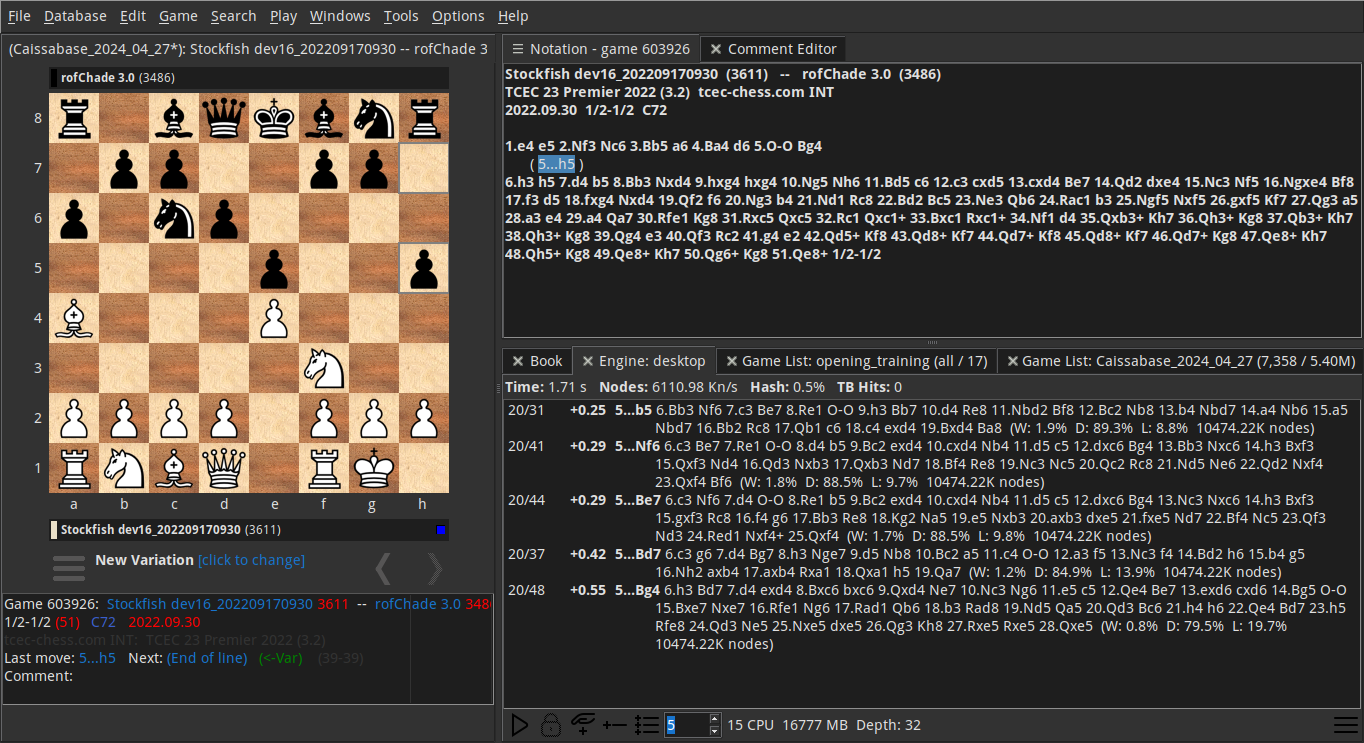 File Database Edit Game Search Play Windows Tools Options Help
(Caissabase_2024_04_27*): Stockfish dev16_202209170930 -- rofChade 3
rofChade 3.0 (3486)
8
7
6
5
4
3
2
1
a b c d e f g h
Stockfish dev16_202209170930 (3611)
New Variation [click to change]
Game 603926: Stockfish dev16_202209170930 3611 -- rofChade 3.0 348
1/2-1/2 (51) C72 2022.09.30
tcec-chess.com INT: TCEC 23 Premier 2022 (3.2)
Last move: 5...h5 Next: (End of line) (<-Var) (39-39)
Comment:
Notation - game 603926 Comment Editor
Stockfish dev16_202209170930 (3611) -- rofChade 3.0 (3486)
TCEC 23 Premier 2022 (3.2) tcec-chess.com INT
2022.09.30 1/2-1/2 C72
1.e4 e5 2.Nf3 Nc6 3.Bb5 a6 4.Ba4 d6 5.O-O Bg4
( 5...h5 )
6.h3 h5 7.d4 b5 8.Bb3 Nxd4 9.hxg4 hxg4 10.Ng5 Nh6 11.Bd5 c6 12.c3 cxd5 13.cxd4 Be7 14.Qd2 dxe4 15.Nc3 Nf5 16.Ngxe4 Bf8
17.f3 d5 18.fxg4 Nxd4 19.Qf2 f6 20.Ng3 b4 21.Nd1 Rc8 22.Bd2 Bc5 23.Ne3 Qb6 24.Rac1 b3 25.Ngf5 Nxf5 26.gxf5 Kf7 27.Qg3 a5
28.a3 e4 29.a4 Qa7 30.Rfe1 Kg8 31.Rxc5 Qxc5 32.Rc1 Qxc1+ 33.Bxc1 Rxc1+ 34.Nf1 d4 35.Qxb3+ Kh7 36.Qh3+ Kg8 37.Qb3+ Kh7
38.Qh3+ Kg8 39.Qg4 e3 40.Qf3 Rc2 41.g4 e2 42.Qd5+ Kf8 43.Qd8+ Kf7 44.Qd7+ Kf8 45.Qd8+ Kf7 46.Qd7+ Kg8 47.Qe8+ Kh7
48.Qh5+ Kg8 49.Qe8+ Kh7 50.Qg6+ Kg8 51.Qe8+ 1/2-1/2
Book Engine: desktop Game List: opening_training (all / 17) Game List: Caissabase_2024_04_27 (7,358 / 5.40M)
Time: 1.71 s Nodes: 6110.98 Kn/s Hash: 0.5% TB Hits: 0
20/31 +0.25 5...b5 6.Bb3 Nf6 7.c3 Be7 8.Re1 O-O 9.h3 Bb7 10.d4 Re8 11.Nbd2 Bf8 12.Bc2 Nb8 13.b4 Nbd7 14.a4 Nb6 15.a5
Nbd7 16.Bb2 Rc8 17.Qb1 c6 18.c4 exd4 19.Bxd4 Ba8 (W: 1.9% D: 89.3% L: 8.8% 10474.22K nodes)
20/41 +0.29 5...Nf6 6.c3 Be7 7.Re1 O-O 8.d4 b5 9.Bc2 exd4 10.cxd4 Nb4 11.d5 c5 12.dxc6 Bg4 13.Bb3 Nxc6 14.h3 Bxf3
15.Qxf3 Nd4 16.Qd3 Nxb3 17.Qxb3 Nd7 18.Bf4 Re8 19.Nc3 Nc5 20.Qc2 Rc8 21.Nd5 Ne6 22.Qd2 Nxf4
23.Qxf4 Bf6 (W: 1.8% D: 88.5% L: 9.7% 10474.22K nodes)
20/44 +0.29 5...Be7 6.c3 Nf6 7.d4 O-O 8.Re1 b5 9.Bc2 exd4 10.cxd4 Nb4 11.d5 c5 12.dxc6 Bg4 13.Nc3 Nxc6 14.h3 Bxf3
15.gxf3 Rc8 16.f4 g6 17.Bb3 Re8 18.Kg2 Na5 19.e5 Nxb3 20.axb3 dxe5 21.fxe5 Nd7 22.Bf4 Nc5 23.Qf3
Nd3 24.Red1 Nxf4+ 25.Qxf4 (W: 1.7% D: 88.5% L: 9.8% 10474.22K nodes)
20/37 +0.42 5...Bd7 6.c3 g6 7.d4 Bg7 8.h3 Nge7 9.d5 Nb8 10.Bc2 a5 11.c4 O-O 12.a3 f5 13.Nc3 f4 14.Bd2 h6 15.b4 g5
16.Nh2 axb4 17.axb4 Rxa1 18.Qxa1 h5 19.Qa7 (W: 1.2% D: 84.9% L: 13.9% 10474.22K nodes)
20/48 +0.55 5...Bg4 6.h3 Bd7 7.d4 exd4 8.Bxc6 bxc6 9.Qxd4 Ne7 10.Nc3 Ng6 11.e5 c5 12.Qe4 Be7 13.exd6 cxd6 14.Bg5 O-O
15.Bxe7 Nxe7 16.Rfe1 Ng6 17.Rad1 Qb6 18.b3 Rad8 19.Nd5 Qa5 20.Qd3 Bc6 21.h4 h6 22.Qe4 Bd7 23.h5
Rfe8 24.Qd3 Ne5 25.Nxe5 dxe5 26.Qg3 Kh8 27.Rxe5 Rxe5 28.Qxe5 (W: 0.8% D: 79.5% L: 19.7%
10474.22K nodes)
5 15 CPU 16777 MB Depth: 32